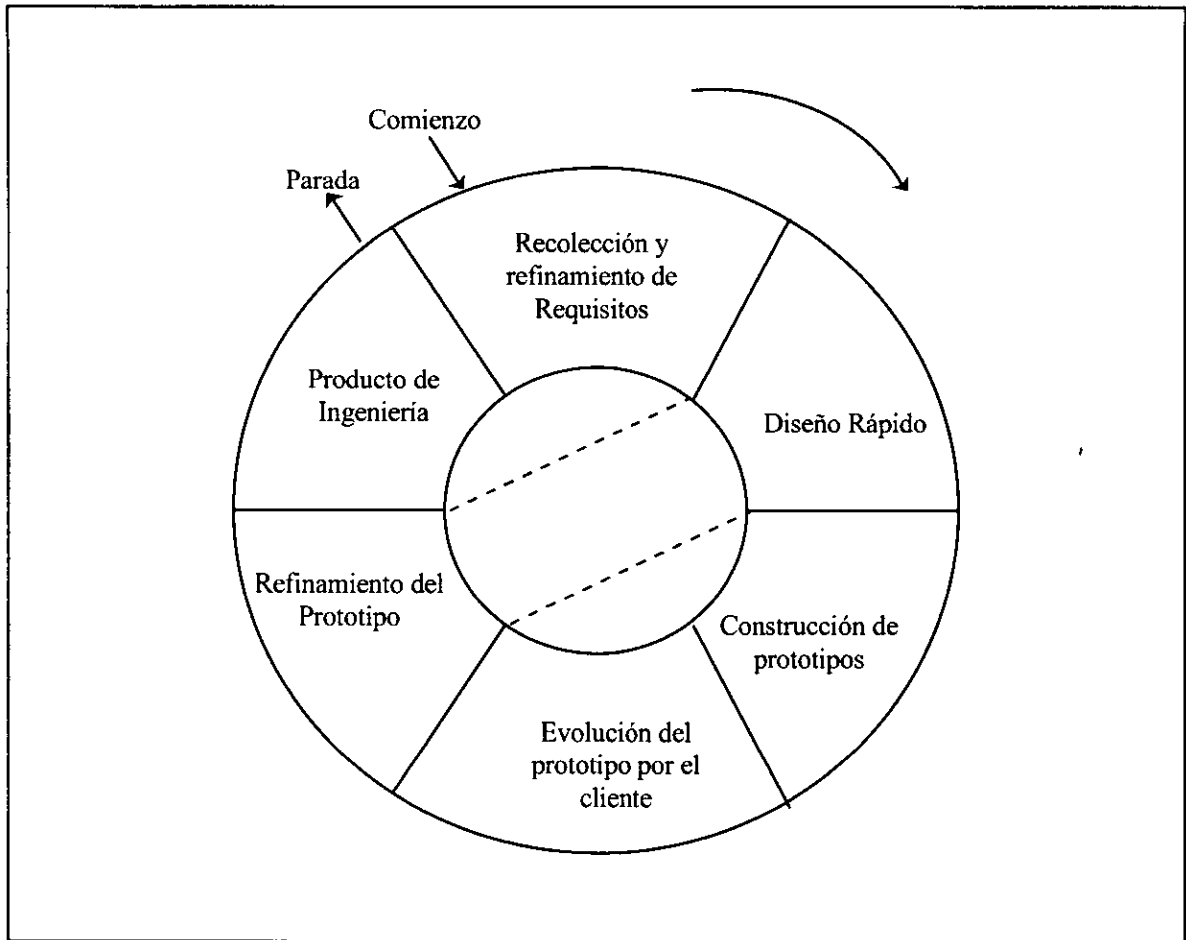 Comienzo
Parada
Recolección y
refinamiento de
Requisitos
Diseño Rápido
Construcción de
prototipos
Evolución del
prototipo por el
cliente
Refinamiento del
Prototipo
Producto de
Ingeniería